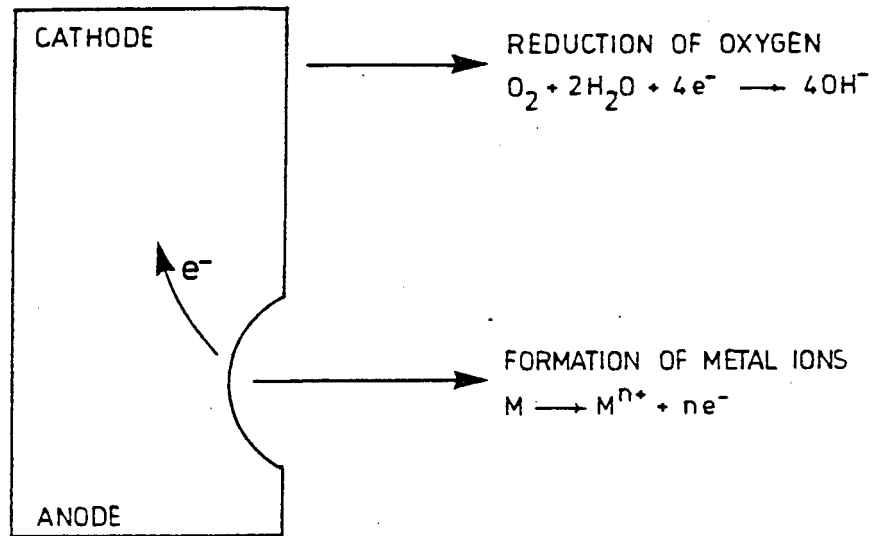 CATHODE
REDUCTION OF OXYGEN
O₂ + 2H₂O + 4e⁻ → 4OH⁻
e⁻
FORMATION OF METAL IONS
M → Mⁿ⁺ + ne⁻
ANODE